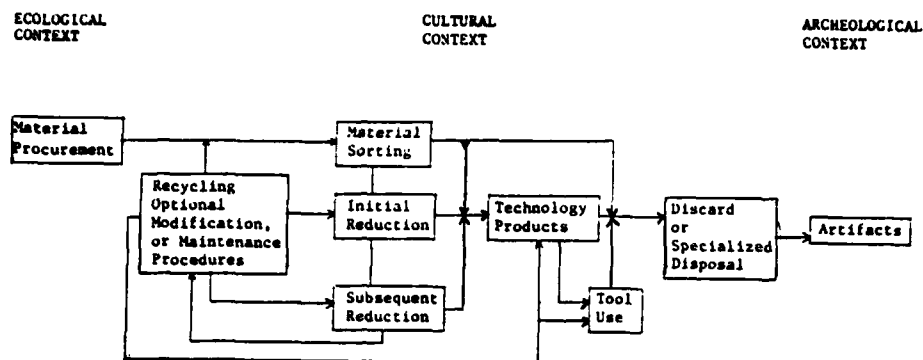 ECOLOGICAL
CONTEXT
CULTURAL
CONTEXT
ARCHEOLOGICAL
CONTEXT
Material
Procurement
Material
Sorting
Recycling
Optional
Modification,
or Maintenance
Procedures
Initial
Reduction
Technology
Products
Discard
or
Specialized
Disposal
Artifacts
Subsequent
Reduction
Tool
Use